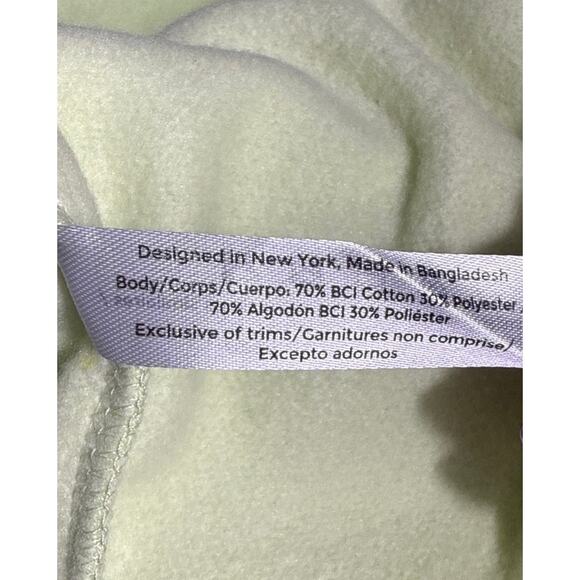 Designed in New York, Made in Bangladesh
Body/Corps/Cuerpo: 70% BCI Cotton 30% Polyester /
70% Algodón BCI 30% Poliéster
Exclusive of trims/Garnitures non comprise/
Excepto adornos